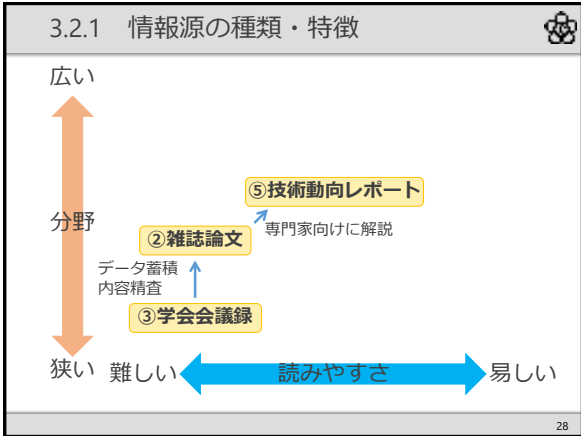 3.2.1 情報源の種類・特徴
広い
⑤技術動向レポート
分野
専門家向けに解説
②雑誌論文
データ蓄積
内容精査
③学会会議録
狭い
難しい
読みやすさ
易しい
28